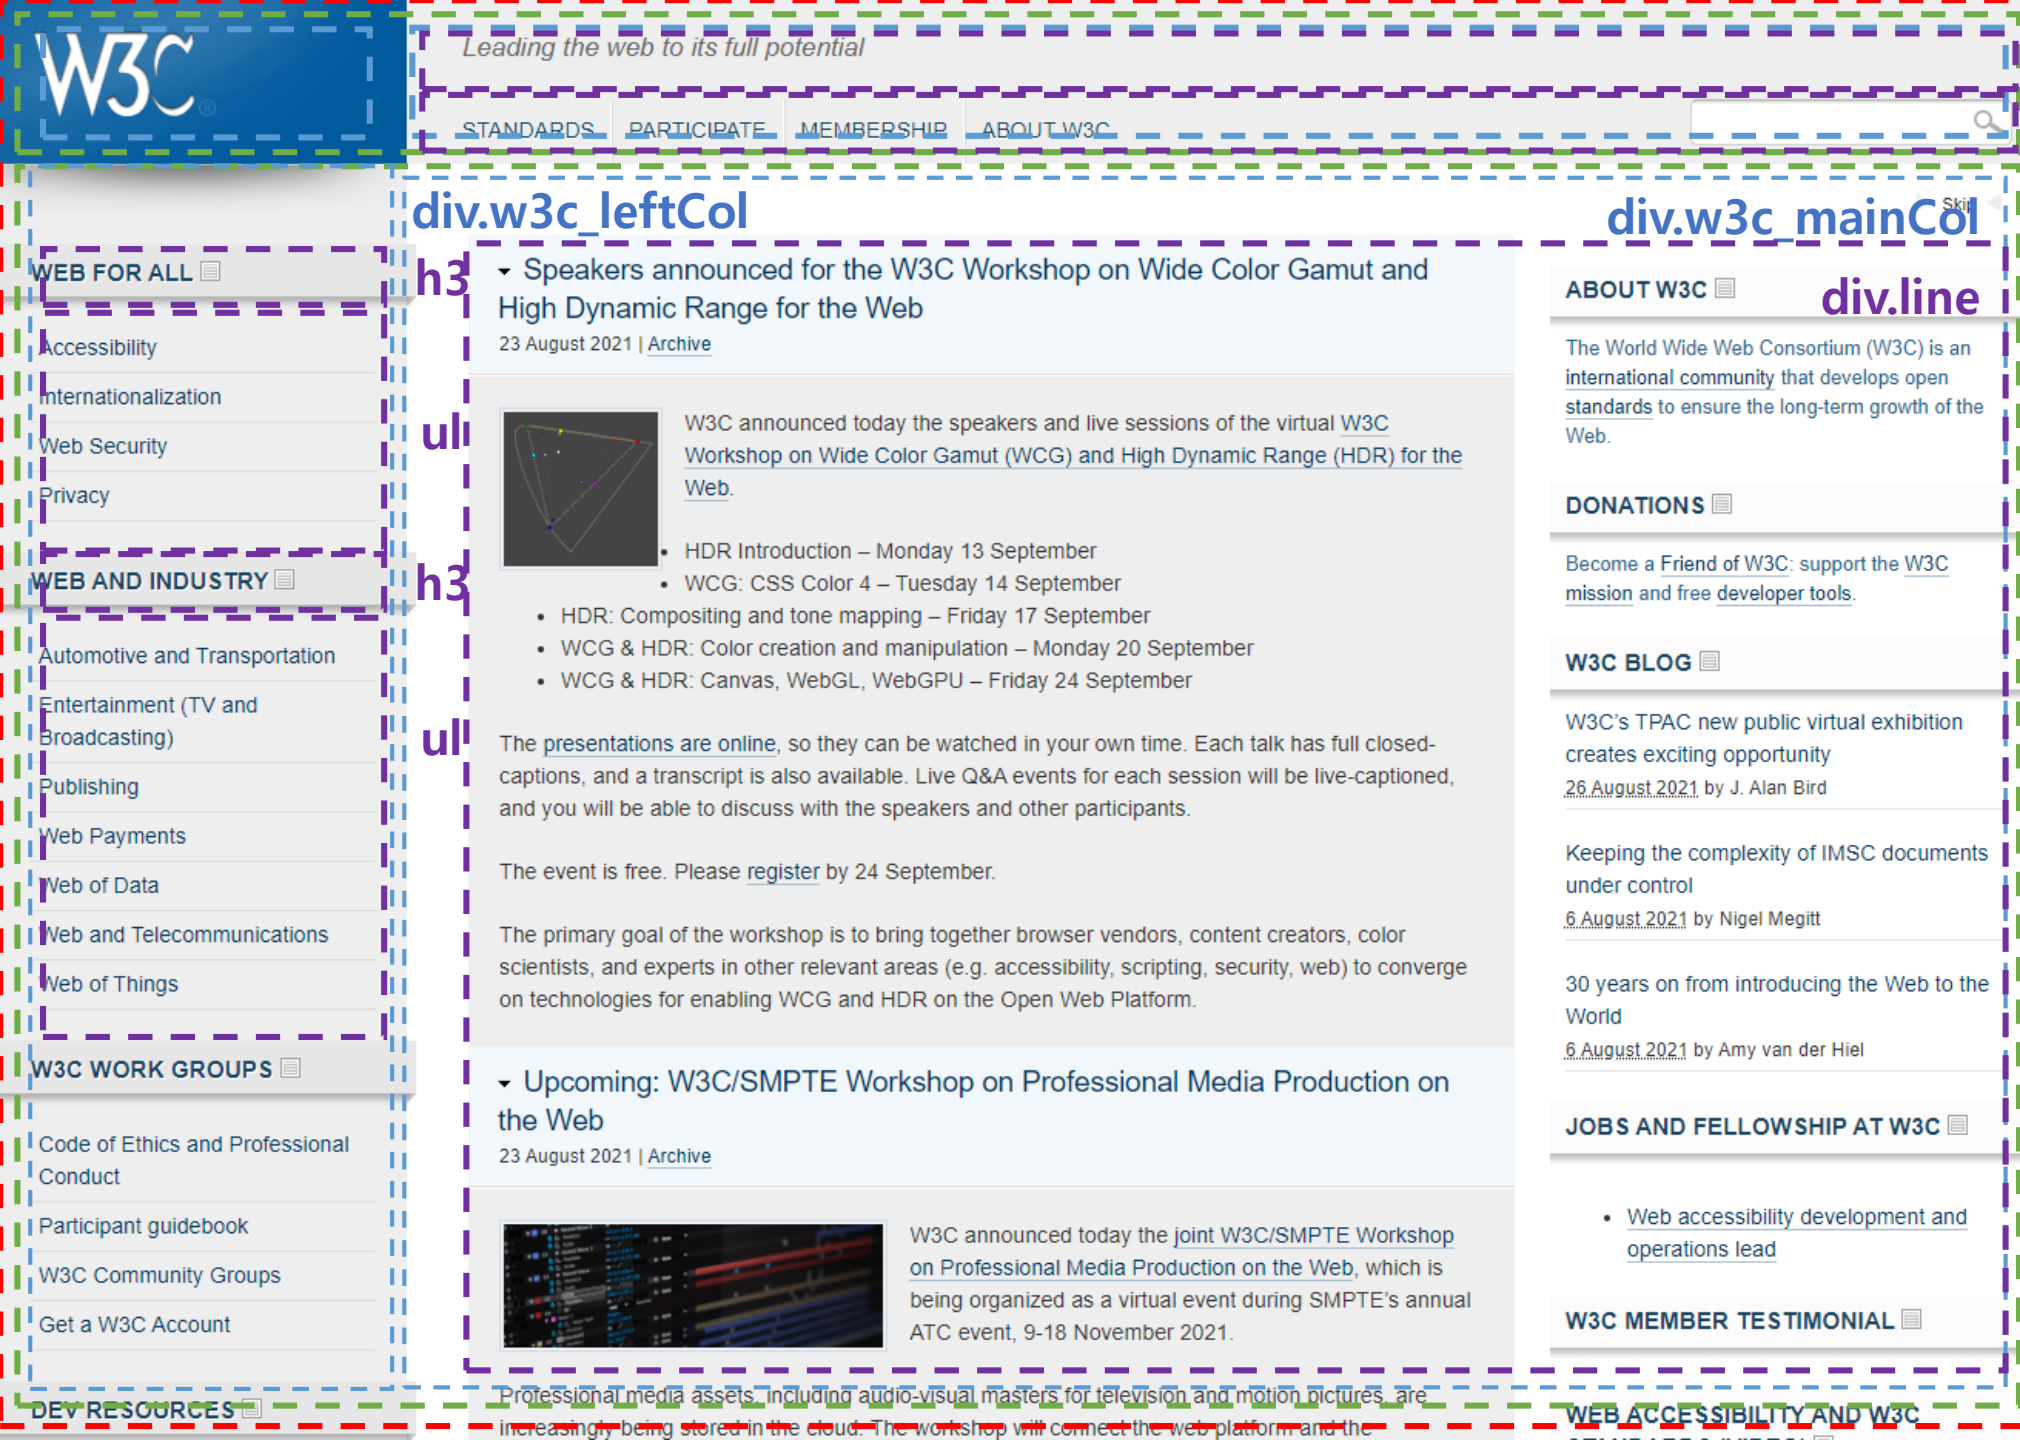 W3C®
Leading the web to its full potential
STANDARDS PARTICIPATE MEMBERSHIP ABOUT W3C
div.w3c_leftCol
div.w3c_mainCol
Skip
WEB FOR ALL
h3
Accessibility
Internationalization
Web Security
Privacy
ul
WEB AND INDUSTRY
h3
Automotive and Transportation
Entertainment (TV and
Broadcasting)
Publishing
Web Payments
Web of Data
Web and Telecommunications
Web of Things
ul
W3C WORK GROUPS
Code of Ethics and Professional
Conduct
Participant guidebook
W3C Community Groups
Get a W3C Account
DEV RESOURCES
Speakers announced for the W3C Workshop on Wide Color Gamut and
High Dynamic Range for the Web
23 August 2021 | Archive
W3C announced today the speakers and live sessions of the virtual W3C
Workshop on Wide Color Gamut (WCG) and High Dynamic Range (HDR) for the
Web.
• HDR Introduction – Monday 13 September
• WCG: CSS Color 4 – Tuesday 14 September
• HDR: Compositing and tone mapping – Friday 17 September
• WCG & HDR: Color creation and manipulation – Monday 20 September
• WCG & HDR: Canvas, WebGL, WebGPU – Friday 24 September
The presentations are online, so they can be watched in your own time. Each talk has full closed-
captions, and a transcript is also available. Live Q&A events for each session will be live-captioned,
and you will be able to discuss with the speakers and other participants.
The event is free. Please register by 24 September.
The primary goal of the workshop is to bring together browser vendors, content creators, color
scientists, and experts in other relevant areas (e.g. accessibility, scripting, security, web) to converge
on technologies for enabling WCG and HDR on the Open Web Platform.
Upcoming: W3C/SMPTE Workshop on Professional Media Production on
the Web
23 August 2021 | Archive
W3C announced today the joint W3C/SMPTE Workshop
on Professional Media Production on the Web, which is
being organized as a virtual event during SMPTE's annual
ATC event, 9-18 November 2021.
Professional media assets, including audio-visual masters for television and motion pictures, are
increasingly being stored in the cloud. The workshop will connect the web platform and the
ABOUT W3C
div.line
The World Wide Web Consortium (W3C) is an
international community that develops open
standards to ensure the long-term growth of the
Web.
DONATIONS
Become a Friend of W3C: support the W3C
mission and free developer tools.
W3C BLOG
W3C's TPAC new public virtual exhibition
creates exciting opportunity
26 August 2021 by J. Alan Bird
Keeping the complexity of IMSC documents
under control
6 August 2021 by Nigel Megitt
30 years on from introducing the Web to the
World
6 August 2021 by Amy van der Hiel
JOBS AND FELLOWSHIP AT W3C
• Web accessibility development and
operations lead
W3C MEMBER TESTIMONIAL
WEB ACCESSIBILITY AND W3C